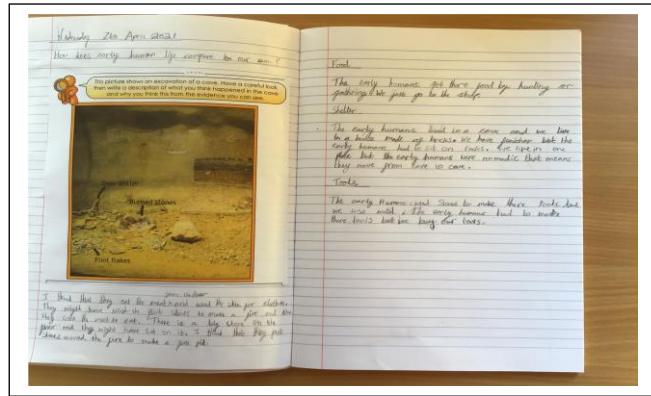 Wednesday 21st April 2021
How does early human life compare to our own?
This picture shows an excavation of a cave. Have a careful look
then write a description of what you think happened in the cave
and why you think this from the evidence you can see.
Deer antler
Burned stones
Flint flakes
I think that they eat the meat and used the skin for clothes.
They might have used the flint to make a fire and
they cook the meat to eat. There is a big stone on the
floor and they might have sat on it. I think that they put
stones around the fire to make a fire pit.
Food
The early humans got there food by hunting or
gathering. We just go to the shop.
Shelter
The early humans lived in a cave and we live
in a house made of bricks. We have furniture but the
early humans had to sit on rocks. We live in one
place but the early humans were nomadic that means
they move from cave to cave.
Tools
The early Humans used stones to make there tools but
we use metal. The early humans had to make
there tools but we buy our tools.